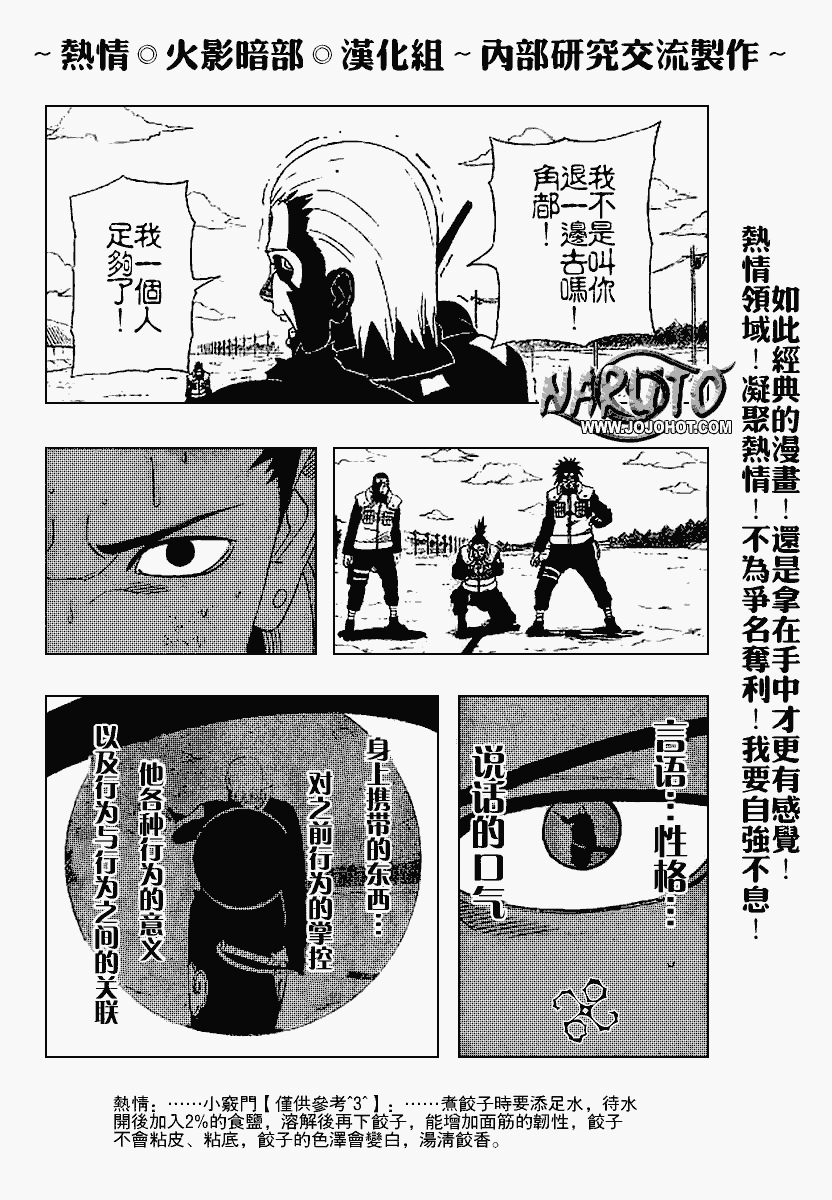 ~熱情◎火影暗部◎漢化組~內部研究交流製作~
我不是叫你
退一邊去嗎!
角都!
我一個人
足夠了!
NARUTO
WWW.JOJOHOT.COM
如此經典的漫畫!還是拿在手中才更有感覺!
熱情領域!凝聚熱情!不為爭名奪利!我要自強不息!
言语…性格…
说话的口气
身上携带的东西…
对之前行为的掌控
他各种行为的意义
以及行为与行为之间的关联
熱情:……小竅門【僅供參考^3^】:……煮餃子時要添足水,待水
開後加入2%的食鹽,溶解後再下餃子,能增加面筋的韌性,餃子
不會粘皮、粘底,餃子的色澤會變白,湯清餃香。